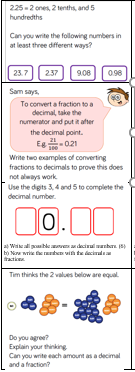 2.25 = 2 ones, 2 tenths, and 5
hundredths
Can you write the following numbers in
at least three different ways?
23.7 2.37 9.08 0.98
Sam says,
To convert a fraction to a
decimal, take the
numerator and put it after
the decimal point.
E.g. 21/100 = 0.21
Write two examples of converting
fractions to decimals to prove this does
not always work.
Use the digits 3, 4 and 5 to complete the
decimal number.
0 .
a) Write all possible answers as decimal numbers. (6)
b) Now write the numbers with the decimals as
fractions.
Tim thinks the 2 values below are equal.
=
Do you agree?
Explain your thinking.
Can you write each amount as a decimal
and a fraction?